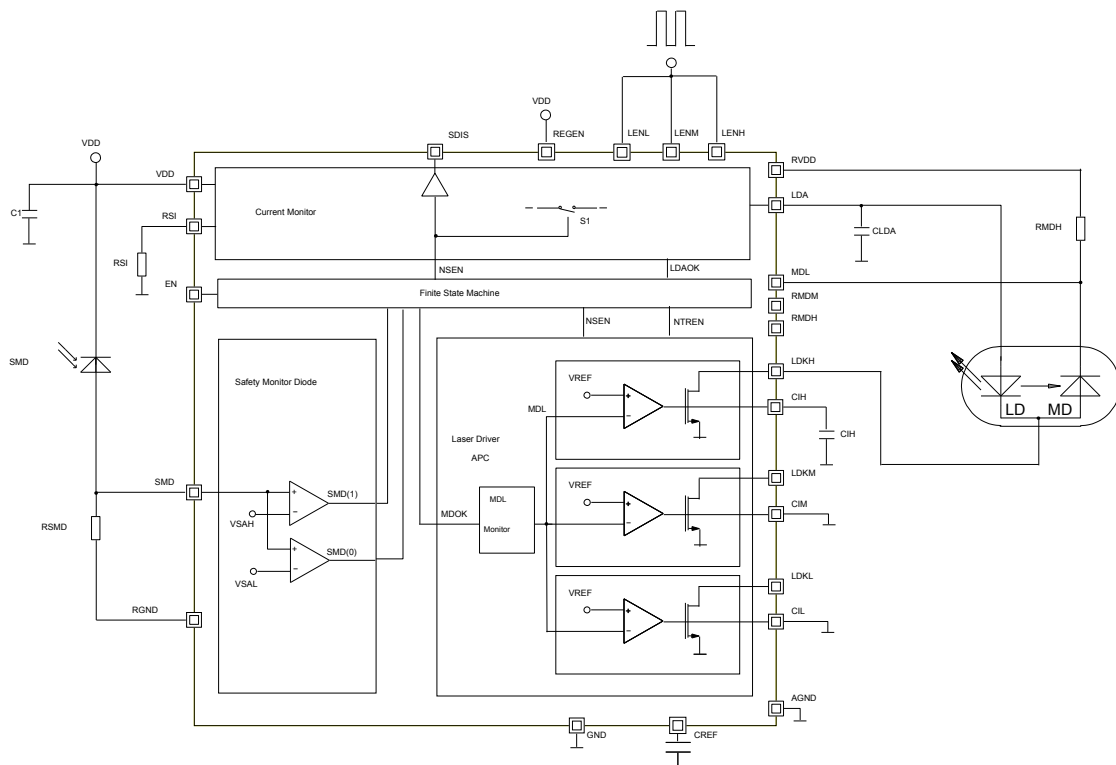 VDD
SDIS
REGEN
LENL
LENM
LENH
VDD
RVDD
VDD
LDA
C1
RSI
Current Monitor
S1
CLDA
RMDH
RSI
NSEN
LDAOK
MDL
EN
Finite State Machine
RMDM
NSEN
NTREN
RMDH
SMD
Safety Monitor Diode
VREF
LDKH
MDL
CIH
LD
MD
Laser Driver
APC
CIH
SMD
SMD(1)
VREF
LDKM
MDL
Monitor
MDOK
CIM
RSMD
VSAH
SMD(0)
VSAL
VREF
LDKL
RGND
CIL
AGND
GND
CREF
+
−
+
−
+
−
+
−
+
−